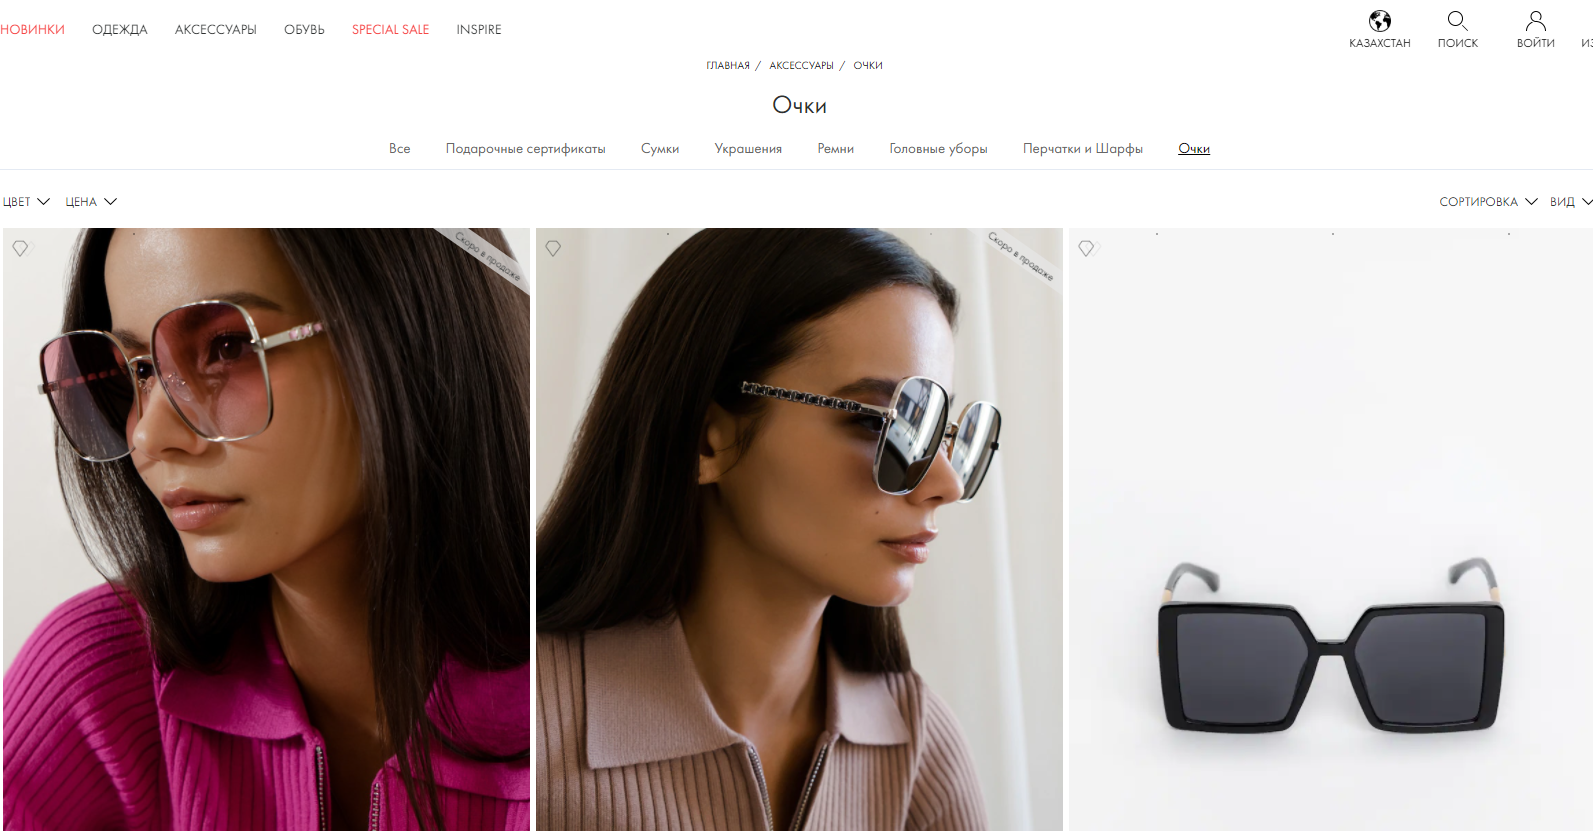 НОВИНКИ ОДЕЖДА АКСЕССУАРЫ ОБУВЬ SPECIAL SALE INSPIRE
КАЗАХСТАН ПОИСК ВОЙТИ ИЗ
ГЛАВНАЯ / АКСЕССУАРЫ / ОЧКИ
Очки
Все Подарочные сертификаты Сумки Украшения Ремни Головные уборы Перчатки и Шарфы Очки
ЦВЕТ ЦЕНА СОРТИРОВКА ВИД
Скоро в продаже
Скоро в продаже